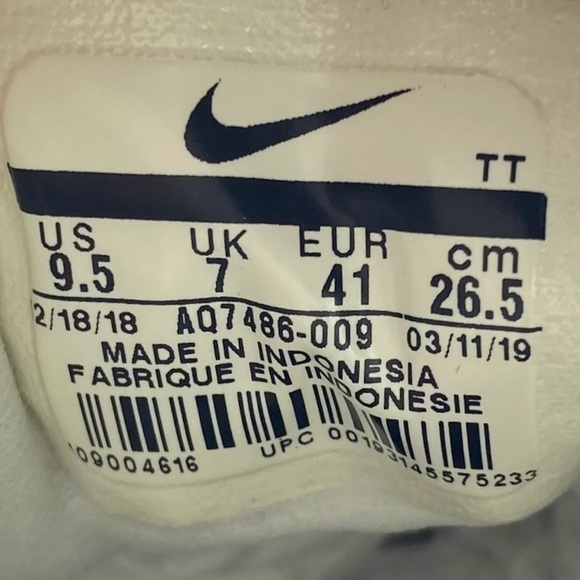 TT
US UK EUR cm
9.5 7 41 26.5
2/18/18 AQ7486-009 03/11/19
MADE IN INDONESIA
FABRIQUE EN INDONESIE
09004616 UPC 00193145575233